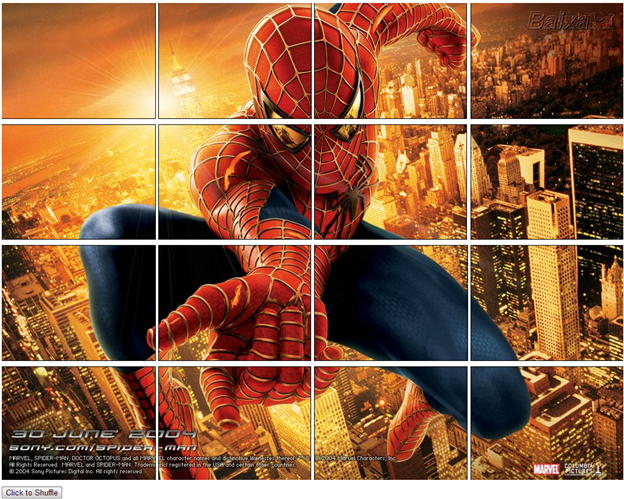 Baixaki
30 JUNE 2004
SONY.COM/SPIDER-MAN
MARVEL, SPIDER-MAN, DOCTOR OCTOPUS and all MARVEL character names and distinctive likenesses thereof: TM & © 2004 Marvel Characters, Inc.
All Rights Reserved. MARVEL and SPIDER-MAN: Trademarks registered in the USA and certain other countries.
© 2004 Sony Pictures Digital Inc. All rights reserved.
MARVEL
COLUMBIA
PICTURES
Click to Shuffle